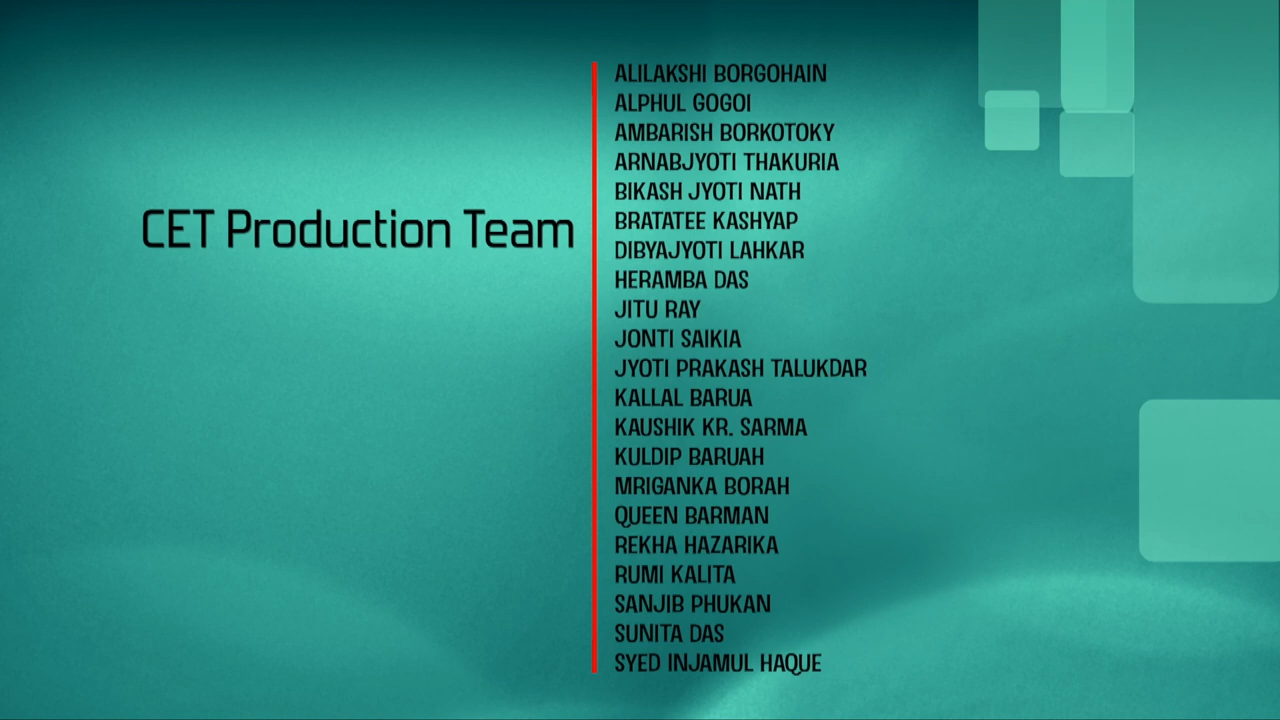 CET Production Team
ALILAKSHI BORGOHAIN
ALPHUL GOGOI
AMBARISH BORKOTOKY
ARNABJYOTI THAKURIA
BIKASH JYOTI NATH
BRATATEE KASHYAP
DIBYAJYOTI LAHKAR
HERAMBA DAS
JITU RAY
JONTI SAIKIA
JYOTI PRAKASH TALUKDAR
KALLAL BARUA
KAUSHIK KR. SARMA
KULDIP BARUAH
MRIGANKA BORAH
QUEEN BARMAN
REKHA HAZARIKA
RUMI KALITA
SANJIB PHUKAN
SUNITA DAS
SYED INJAMUL HAQUE